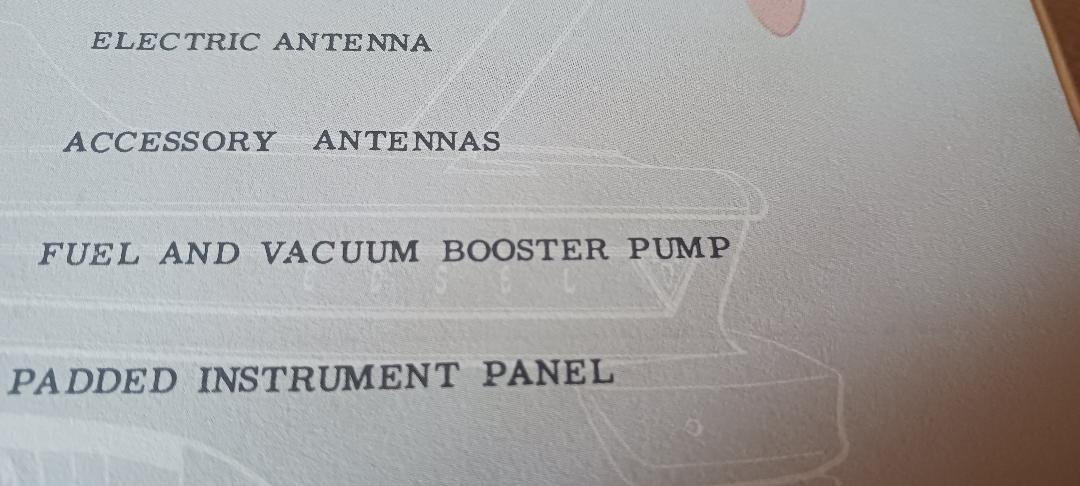 ELECTRIC ANTENNA
ACCESSORY ANTENNAS
FUEL AND VACUUM BOOSTER PUMP
PADDED INSTRUMENT PANEL